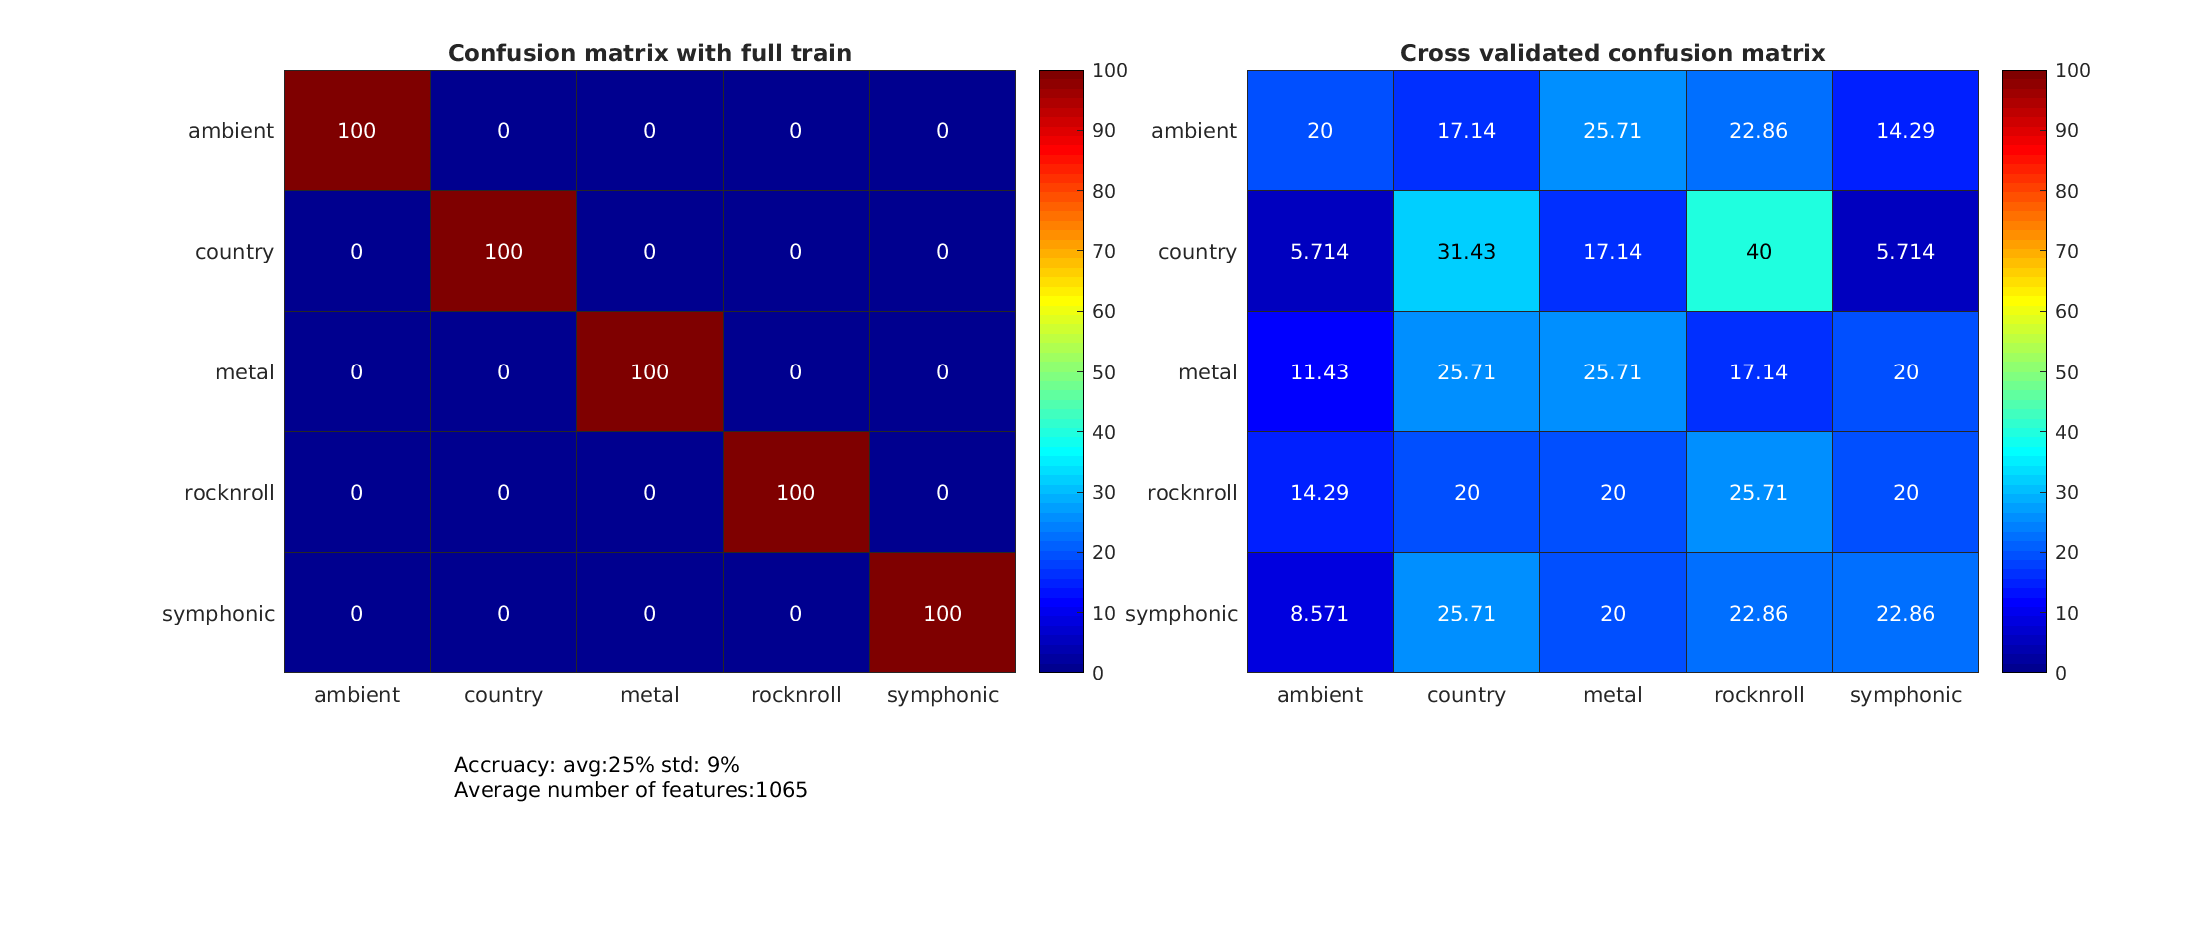 Confusion matrix with full train
ambient 100 0 0 0 0
country 0 100 0 0 0
metal 0 0 100 0 0
rocknroll 0 0 0 100 0
symphonic 0 0 0 0 100
ambient country metal rocknroll symphonic
100
90
80
70
60
50
40
30
20
10
0
Cross validated confusion matrix
ambient 20 17.14 25.71 22.86 14.29
country 5.714 31.43 17.14 40 5.714
metal 11.43 25.71 25.71 17.14 20
rocknroll 14.29 20 20 25.71 20
symphonic 8.571 25.71 20 22.86 22.86
ambient country metal rocknroll symphonic
100
90
80
70
60
50
40
30
20
10
0
Accruacy: avg:25% std: 9%
Average number of features:1065